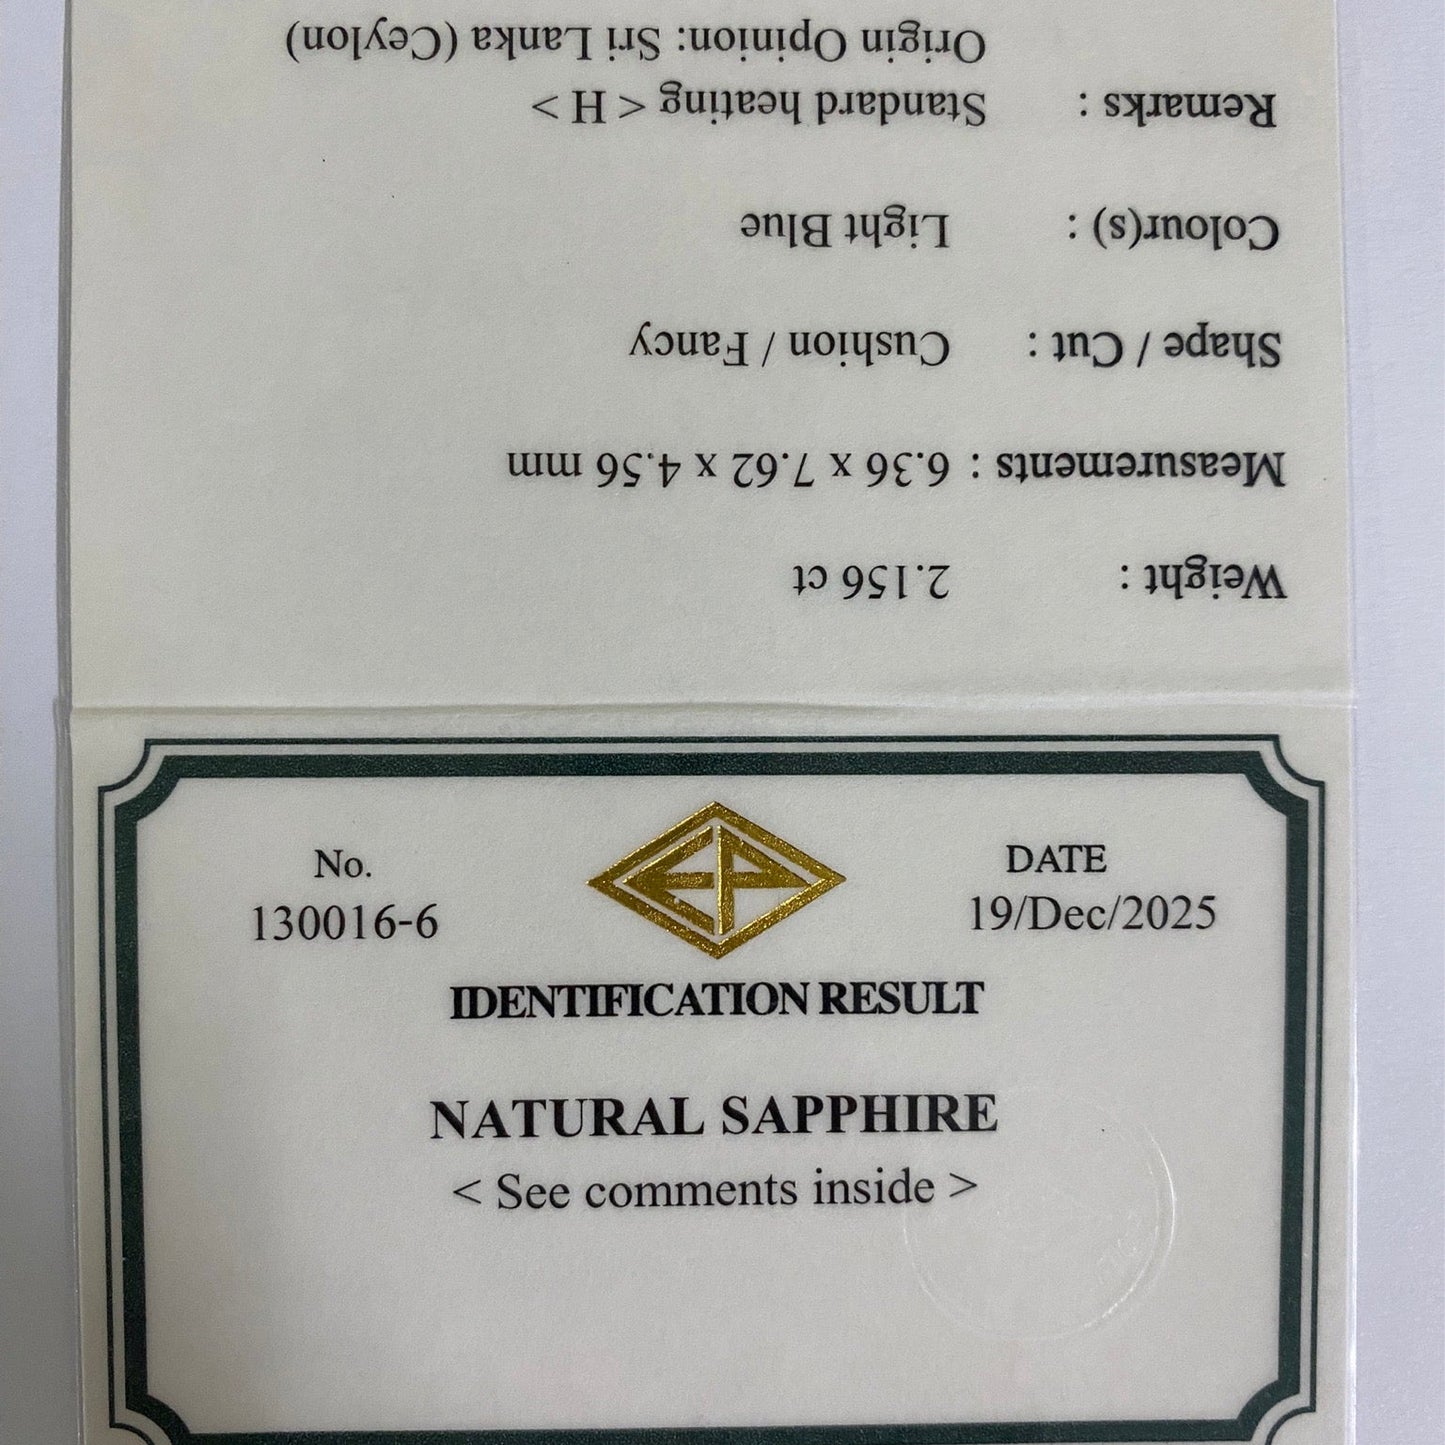 Weight : 2.156 ct
Measurements : 6.36 x 7.62 x 4.56 mm
Shape / Cut : Cushion / Fancy
Colour(s) : Light Blue
Remarks : Standard heating < H >
Origin Opinion: Sri Lanka (Ceylon)
No.
130016-6
EP
DATE
19/Dec/2025
IDENTIFICATION RESULT
NATURAL SAPPHIRE
< See comments inside >